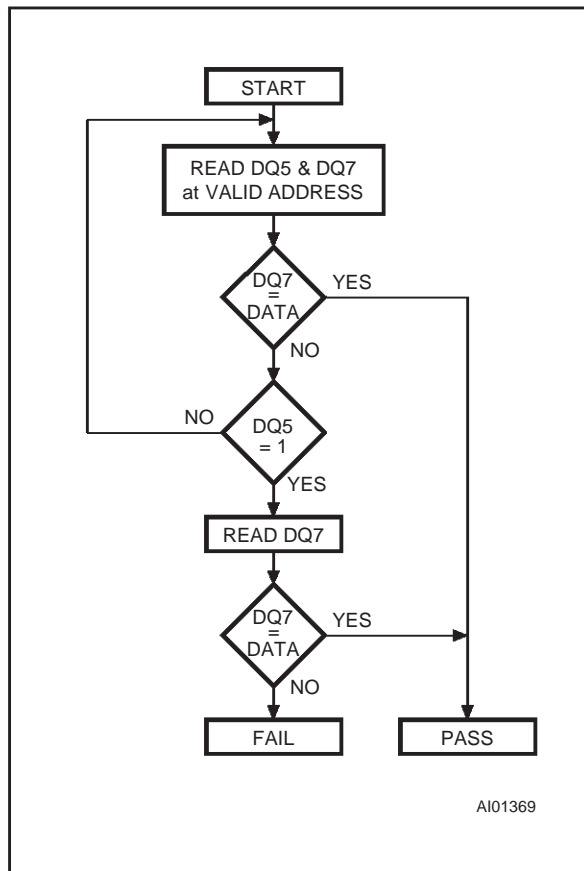 START
READ DQ5 & DQ7
at VALID ADDRESS
DQ7
=
DATA
YES
NO
DQ5
= 1
NO
YES
READ DQ7
DQ7
=
DATA
YES
NO
FAIL
PASS
AI01369